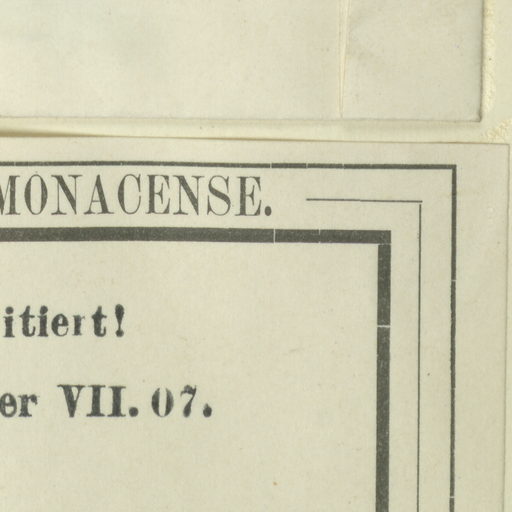 MONACENSE.
itiert!
er VII. 07.